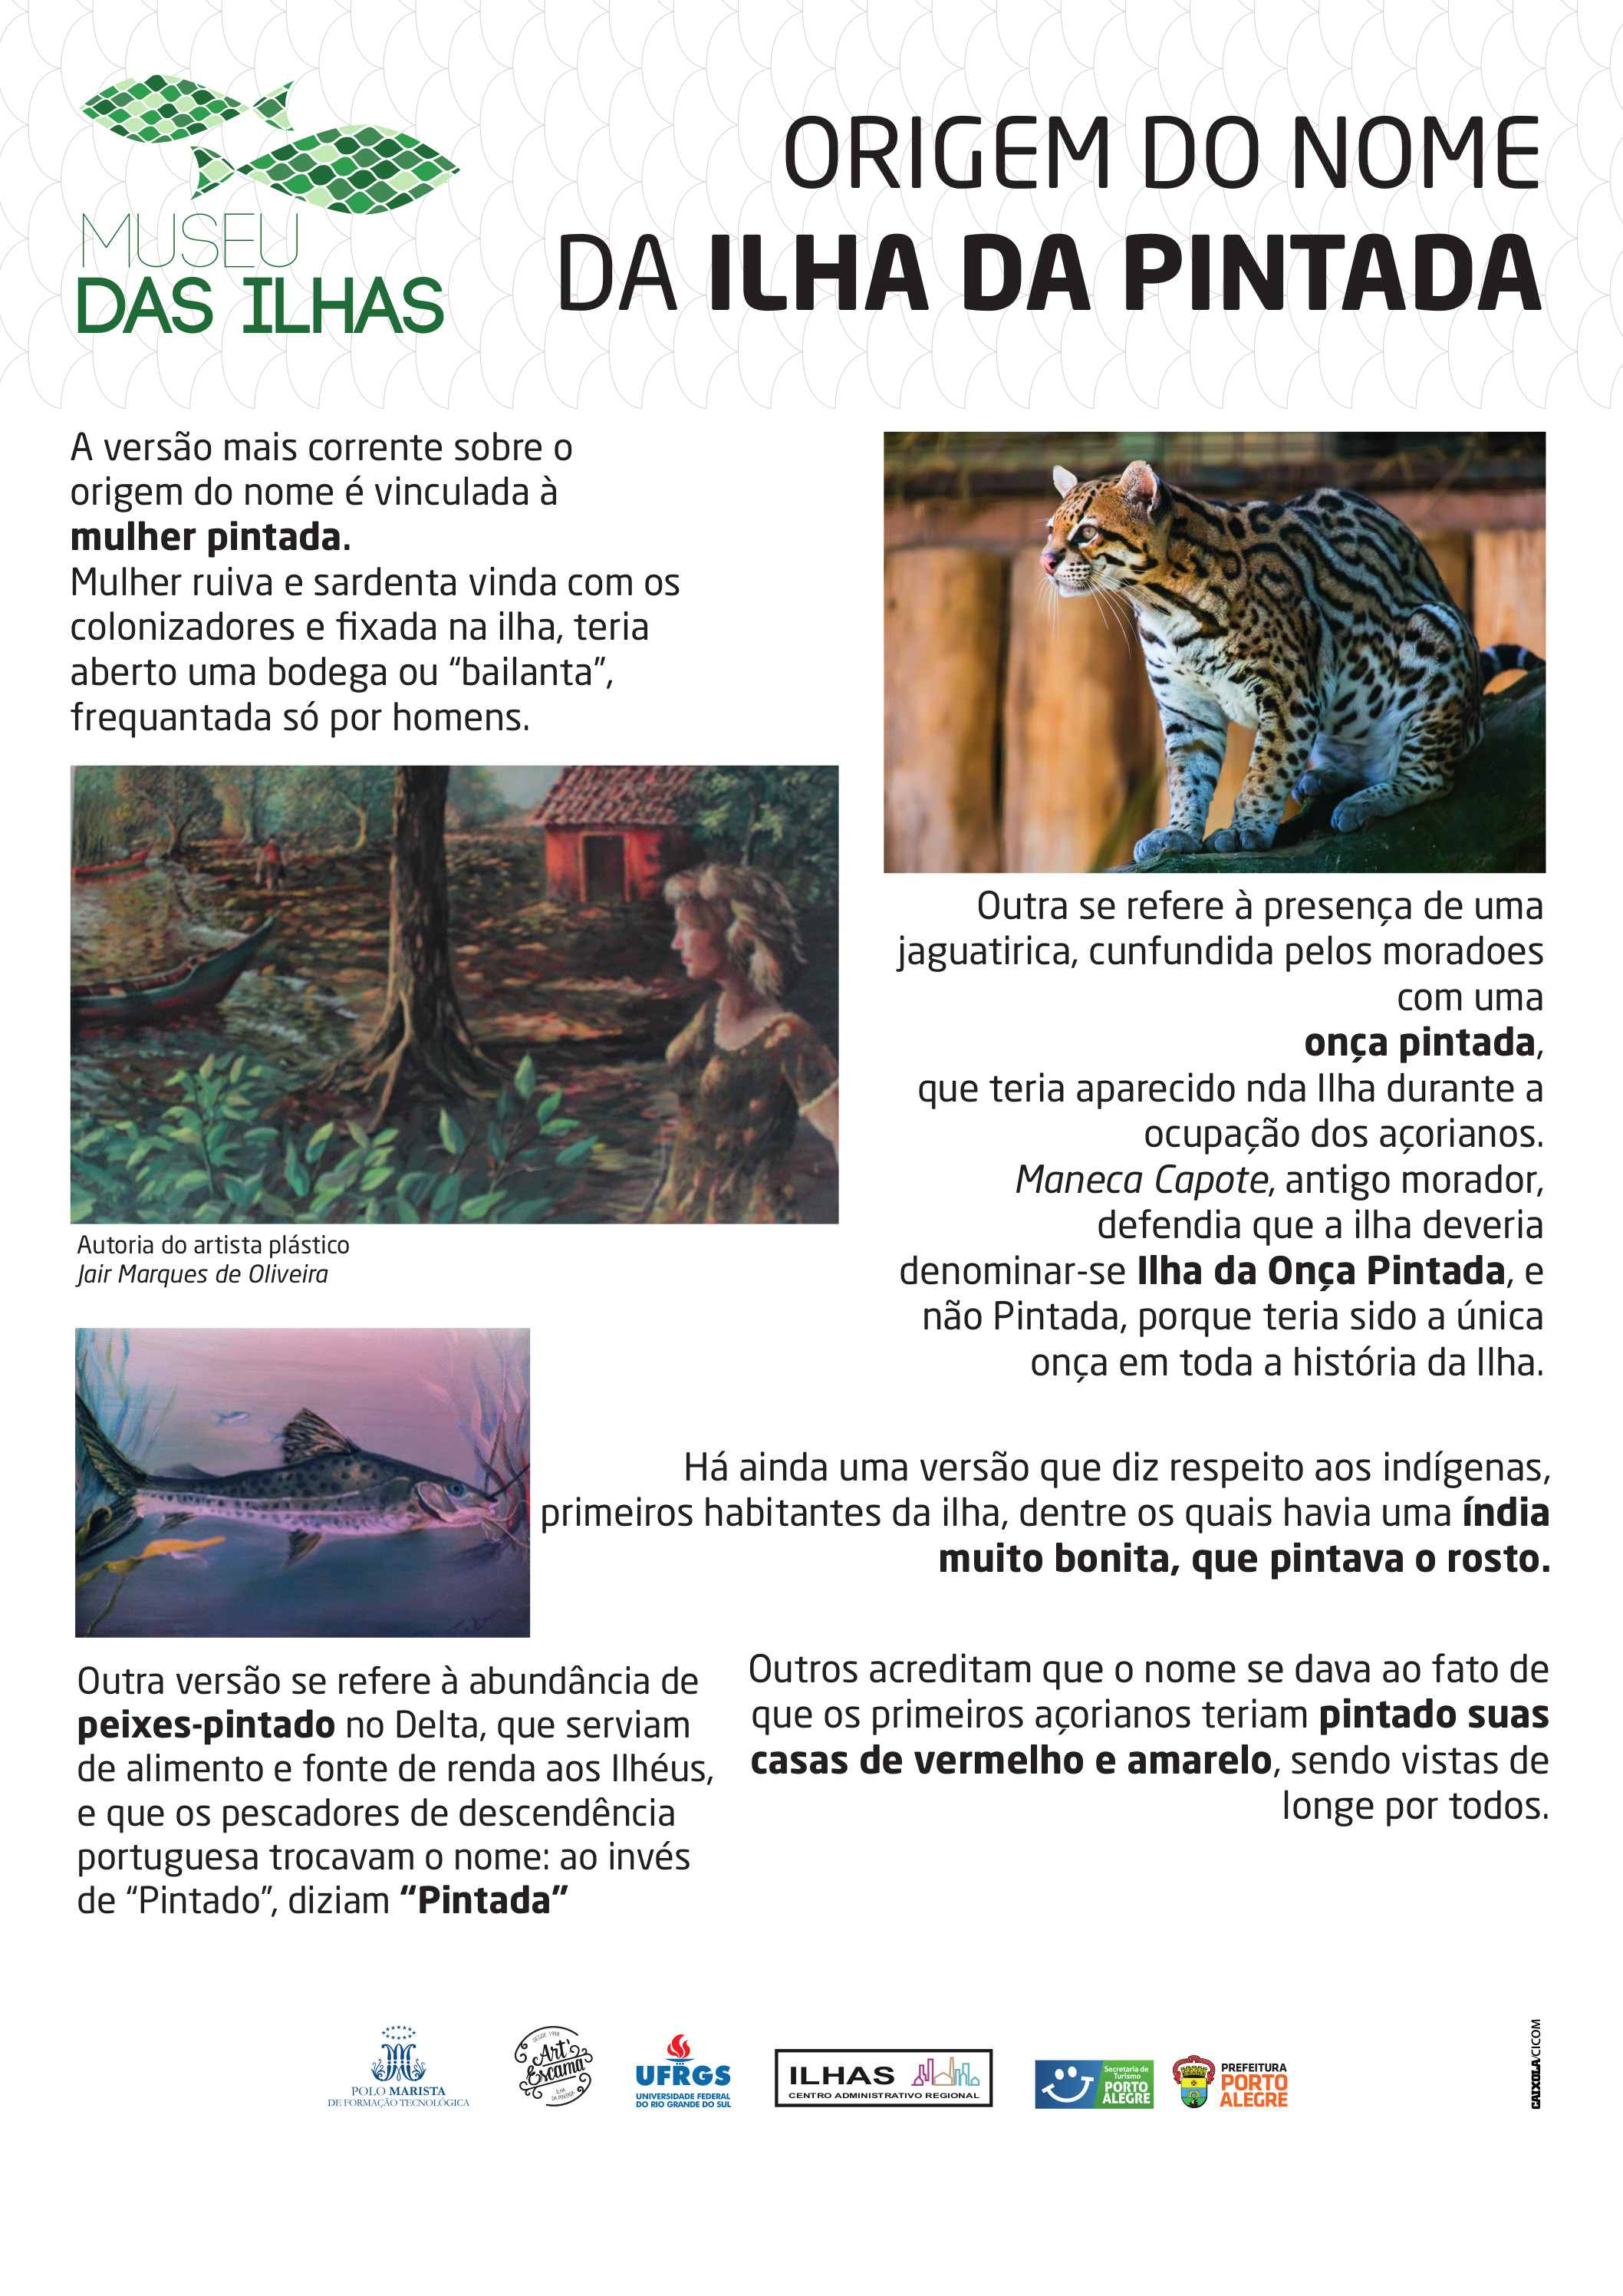 MUSEU
DAS ILHAS
ORIGEM DO NOME
DA ILHA DA PINTADA
A versão mais corrente sobre o
origem do nome é vinculada à
mulher pintada.
Mulher ruiva e sardenta vinda com os
colonizadores e fixada na ilha, teria
aberto uma bodega ou “bailanta”,
frequantada só por homens.
Autoria do artista plástico
Jair Marques de Oliveira
Outra se refere à presença de uma
jaguatirica, cunfundida pelos moradoes
com uma
onça pintada,
que teria aparecido nda Ilha durante a
ocupação dos açorianos.
Maneca Capote, antigo morador,
defendia que a ilha deveria
denominar-se Ilha da Onça Pintada, e
não Pintada, porque teria sido a única
onça em toda a história da Ilha.
Há ainda uma versão que diz respeito aos indígenas,
primeiros habitantes da ilha, dentre os quais havia uma índia
muito bonita, que pintava o rosto.
Outra versão se refere à abundância de
peixes-pintado no Delta, que serviam
de alimento e fonte de renda aos Ilhéus,
e que os pescadores de descendência
portuguesa trocavam o nome: ao invés
de “Pintado”, diziam “Pintada”
Outros acreditam que o nome se dava ao fato de
que os primeiros açorianos teriam pintado suas
casas de vermelho e amarelo, sendo vistas de
longe por todos.
POLO MARISTA
DE FORMAÇÃO TECNOLÓGICA
DESDE 1998
Art'
Escama
ILHA
DA PINTADA
UFRGS
UNIVERSIDADE FEDERAL
DO RIO GRANDE DO SUL
ILHAS
CENTRO ADMINISTRATIVO REGIONAL
Secretaria de
Turismo
PORTO
ALEGRE
PREFEITURA
PORTO
ALEGRE
CAIXOLA/CICOM